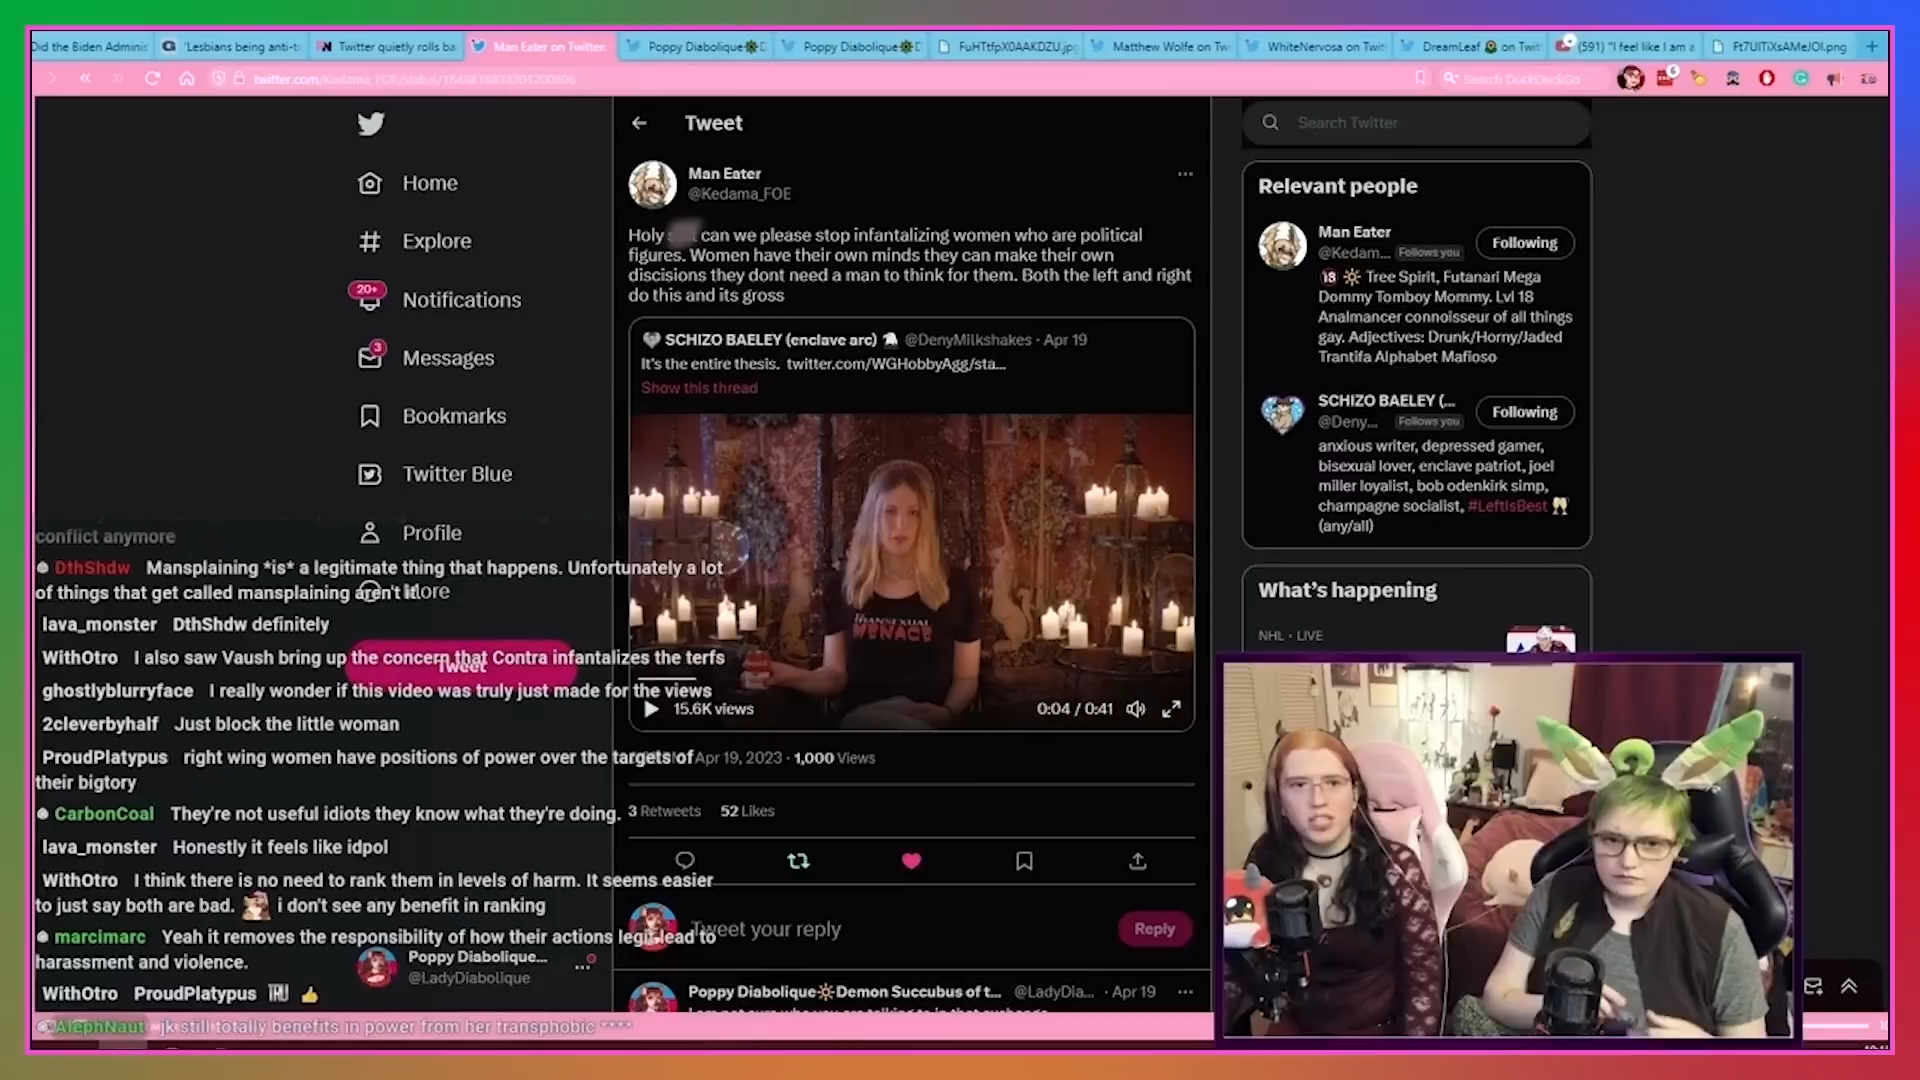 Did the Biden Adminis
'Lesbians being anti-t
Twitter quietly rolls ba
Man Eater on Twitter:
Poppy Diabolique
Poppy Diabolique
FuHTtfpX0AAKDZU.jpg
Matthew Wolfe on Tw
WhiteNervosa on Twit
DreamLeaf on Twit
(591) "I feel like I am a
Ft7UlTiXsAMeJOl.png
Search DuckDuckGo
Home
Explore
20+
Notifications
3
Messages
Bookmarks
Twitter Blue
Profile
More
Tweet
Poppy Diabolique...
@LadyDiabolique
Tweet
Man Eater
@Kedama_FOE
Holy can we please stop infantalizing women who are political
figures. Women have their own minds they can make their own
discisions they dont need a man to think for them. Both the left and right
do this and its gross
SCHIZO BAELEY (enclave arc) @DenyMilkshakes · Apr 19
It's the entire thesis. twitter.com/WGHobbyAgg/sta...
Show this thread
TRANSEXUAL
MENACE
15.6K views
0:04 / 0:41
Apr 19, 2023 · 1,000 Views
3 Retweets 52 Likes
Tweet your reply
Reply
Poppy Diabolique Demon Succubus of t... @LadyDia... · Apr 19
Search Twitter
Relevant people
Man Eater
@Kedam... Follows you
Following
Tree Spirit, Futanari Mega
Dommy Tomboy Mommy. Lvl 18
Analmancer connoisseur of all things
gay. Adjectives: Drunk/Horny/Jaded
Trantifa Alphabet Mafioso
SCHIZO BAELEY (...
@Deny... Follows you
Following
anxious writer, depressed gamer,
bisexual lover, enclave patriot, joel
miller loyalist, bob odenkirk simp,
champagne socialist, #LeftIsBest
(any/all)
What's happening
NHL · LIVE
conflict anymore
DthShdw Mansplaining *is* a legitimate thing that happens. Unfortunately a lot
of things that get called mansplaining aren't it
lava_monster DthShdw definitely
WithOtro I also saw Vaush bring up the concern that Contra infantalizes the terfs
ghostlyblurryface I really wonder if this video was truly just made for the views
2cleverbyhalf Just block the little woman
ProudPlatypus right wing women have positions of power over the targets of
their bigtory
CarbonCoal They're not useful idiots they know what they're doing.
lava_monster Honestly it feels like idpol
WithOtro I think there is no need to rank them in levels of harm. It seems easier
to just say both are bad. i don't see any benefit in ranking
marcimarc Yeah it removes the responsibility of how their actions legit lead to
harassment and violence.
WithOtro ProudPlatypus
AlephNaut jk still totally benefits in power from her transphobic ****